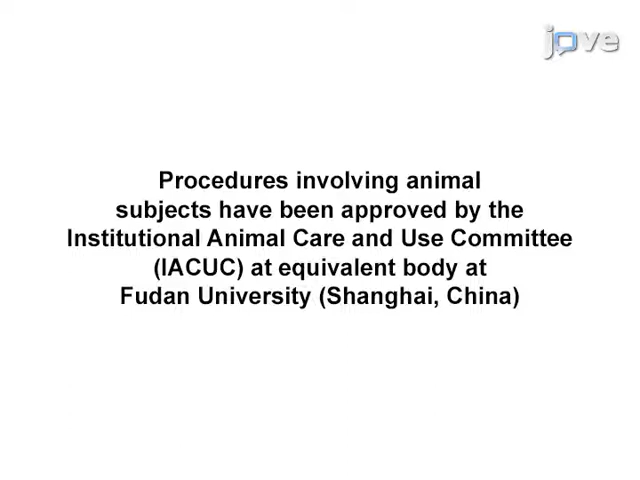 jove
Procedures involving animal
subjects have been approved by the
Institutional Animal Care and Use Committee
(IACUC) at equivalent body at
Fudan University (Shanghai, China)